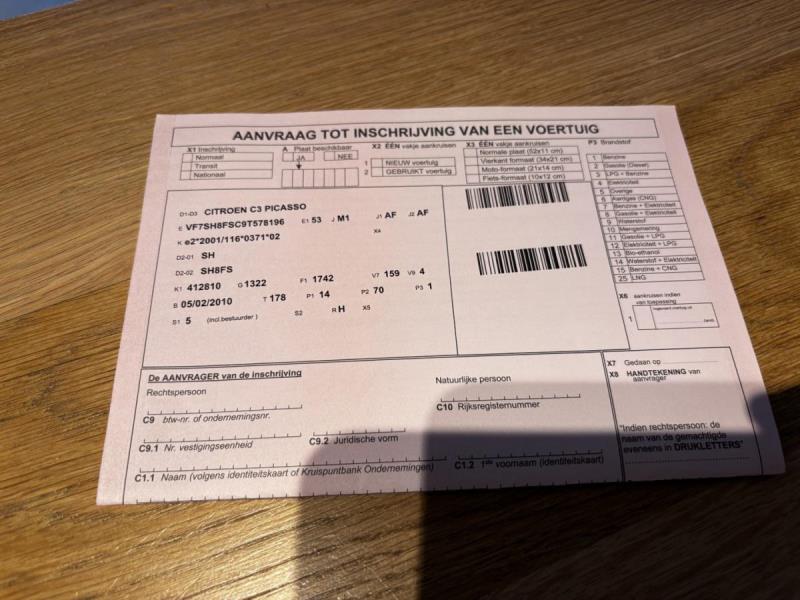 AANVRAAG TOT INSCHRIJVING VAN EEN VOERTUIG
X1 Inschrijving
Normaal
Transit
Nationaal
A Plaat beschikbaar
JA NEE
X2 ÉÉN vakje aankruisen
1 NIEUW voertuig
2 GEBRUIKT voertuig
X3 ÉÉN vakje aankruisen
Normale plaat (52x11 cm)
Vierkant formaat (34x21 cm)
Moto-formaat (21x14 cm)
Fiets-formaat (10x12 cm)
P3 Brandstof
1 Benzine
2 Gasolie (Diesel)
3 LPG + Benzine
4 Elektriciteit
5 Overige
6 Aardgas (CNG)
7 Benzine + Elektriciteit
8 Gasolie + Elektriciteit
9 Waterstof
10 Mengsmering
11 Gasolie + LPG
12 Elektriciteit + LPG
13 Bio-ethanol
14 Waterstof + Elektriciteit
15 Benzine + CNG
25 LNG
X6 aankruisen indien van toepassing
1
(land)
D1-D3 CITROEN C3 PICASSO
E VF7SH8FSC9T578196 E1 53 J M1 J1 AF J2 AF
K e2*2001/116*0371*02 X4
D2-01 SH
D2-02 SH8FS
K1 412810 G 1322 F1 1742 V7 159 V9 4
B 05/02/2010 T 178 P1 14 P2 70 P3 1
S1 5 (incl.bestuurder) S2 R H X5
De AANVRAGER van de inschrijving
Rechtspersoon
Natuurlijke persoon
C9 btw-nr. of ondernemingsnr.
C10 Rijksregisternummer
C9.1 Nr. vestigingseenheid
C9.2 Juridische vorm
C1.1 Naam (volgens identiteitskaart of Kruispuntbank Ondernemingen)
C1.2 1ste voornaam (identiteitskaart)
X7 Gedaan op
X8 HANDTEKENING van aanvrager
"Indien rechtspersoon: de
naam van de gemachtigde
eveneens in DRUKLETTERS"